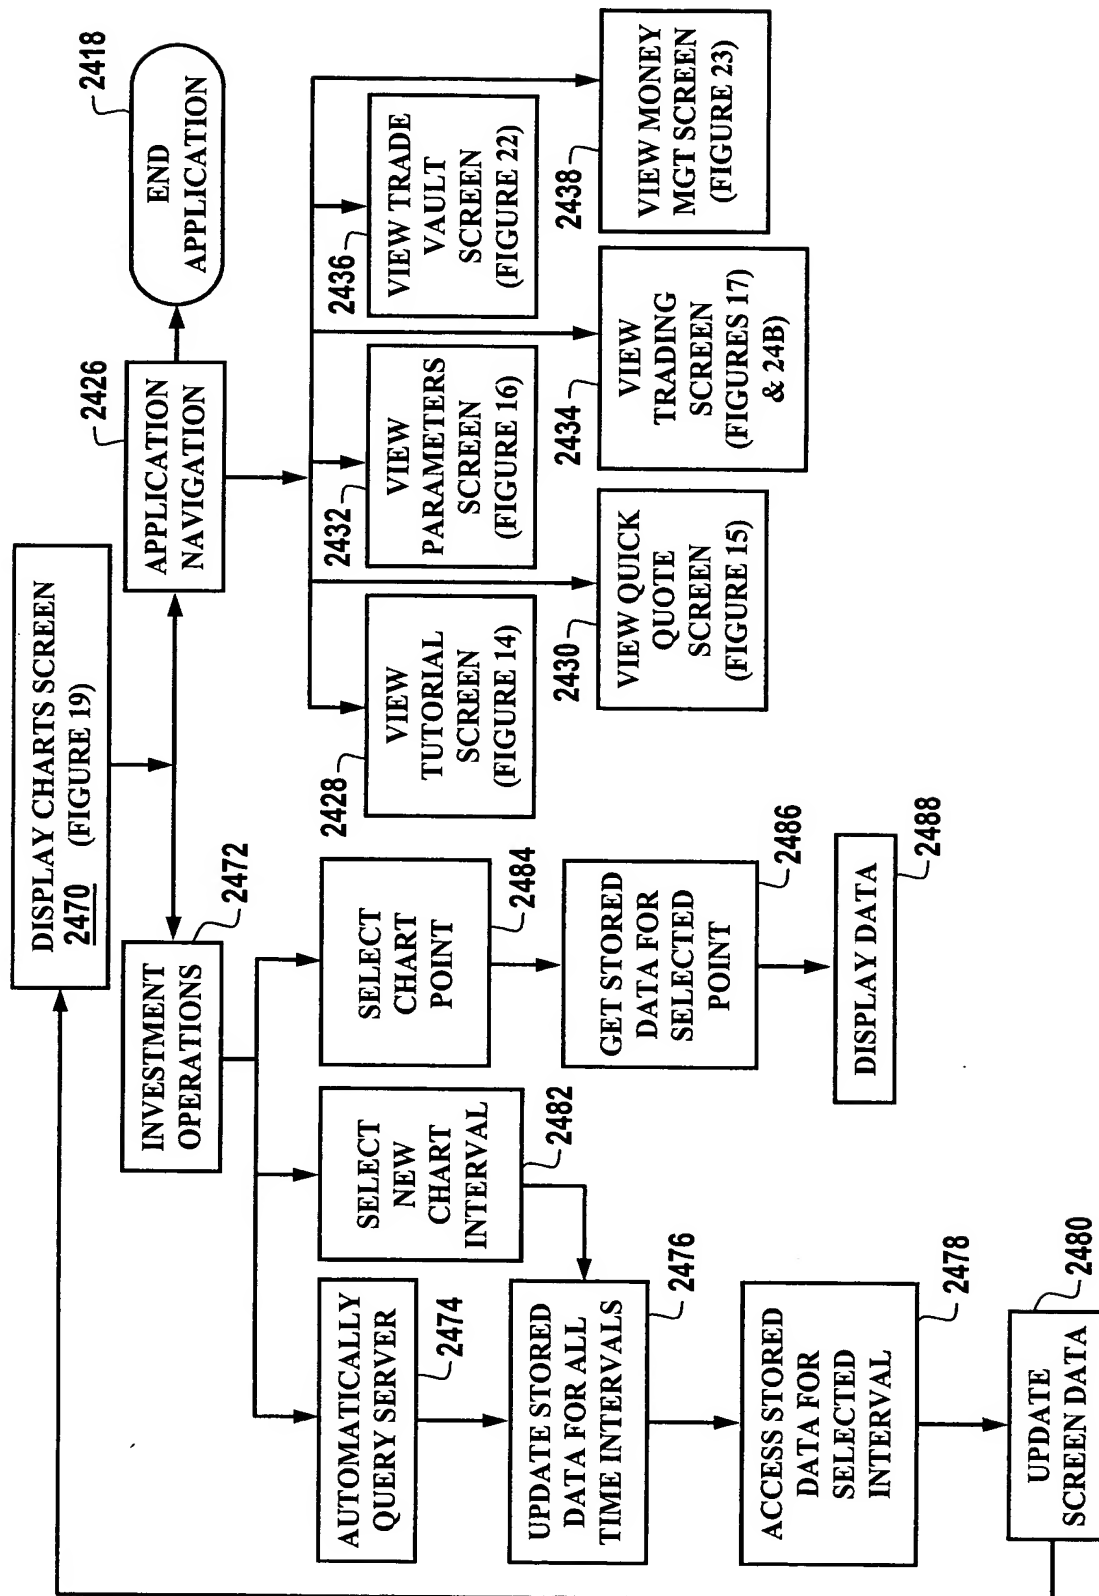 DISPLAY CHARTS SCREEN
2470 (FIGURE 19)
INVESTMENT
OPERATIONS
2472
APPLICATION
NAVIGATION
2426
END
APPLICATION
2418
AUTOMATICALLY
QUERY SERVER
2474
SELECT
NEW
CHART
INTERVAL
2482
SELECT
CHART
POINT
2484
UPDATE STORED
DATA FOR ALL
TIME INTERVALS
2476
GET STORED
DATA FOR
SELECTED
POINT
2486
ACCESS STORED
DATA FOR
SELECTED
INTERVAL
2478
DISPLAY DATA
2488
UPDATE
SCREEN DATA
2480
2428
VIEW
TUTORIAL
SCREEN
(FIGURE 14)
2432
VIEW
PARAMETERS
SCREEN
(FIGURE 16)
2436
VIEW TRADE
VAULT
SCREEN
(FIGURE 22)
2430
VIEW QUICK
QUOTE
SCREEN
(FIGURE 15)
2434
VIEW
TRADING
SCREEN
(FIGURES 17
& 24B)
2438
VIEW MONEY
MGT SCREEN
(FIGURE 23)